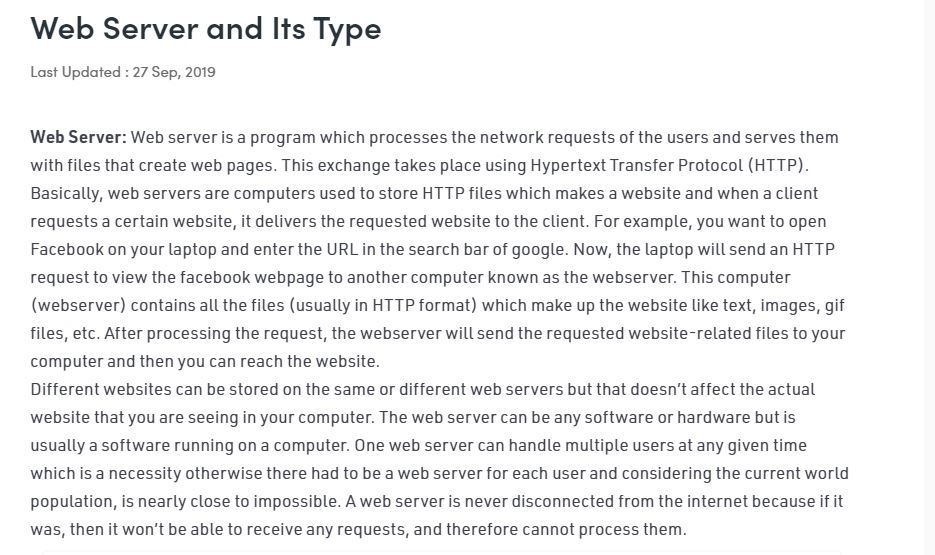 Web Server and Its Type
Last Updated : 27 Sep, 2019
Web Server: Web server is a program which processes the network requests of the users and serves them
with files that create web pages. This exchange takes place using Hypertext Transfer Protocol (HTTP).
Basically, web servers are computers used to store HTTP files which makes a website and when a client
requests a certain website, it delivers the requested website to the client. For example, you want to open
Facebook on your laptop and enter the URL in the search bar of google. Now, the laptop will send an HTTP
request to view the facebook webpage to another computer known as the webserver. This computer
(webserver) contains all the files (usually in HTTP format) which make up the website like text, images, gif
files, etc. After processing the request, the webserver will send the requested website-related files to your
computer and then you can reach the website.
Different websites can be stored on the same or different web servers but that doesn’t affect the actual
website that you are seeing in your computer. The web server can be any software or hardware but is
usually a software running on a computer. One web server can handle multiple users at any given time
which is a necessity otherwise there had to be a web server for each user and considering the current world
population, is nearly close to impossible. A web server is never disconnected from the internet because if it
was, then it won’t be able to receive any requests, and therefore cannot process them.